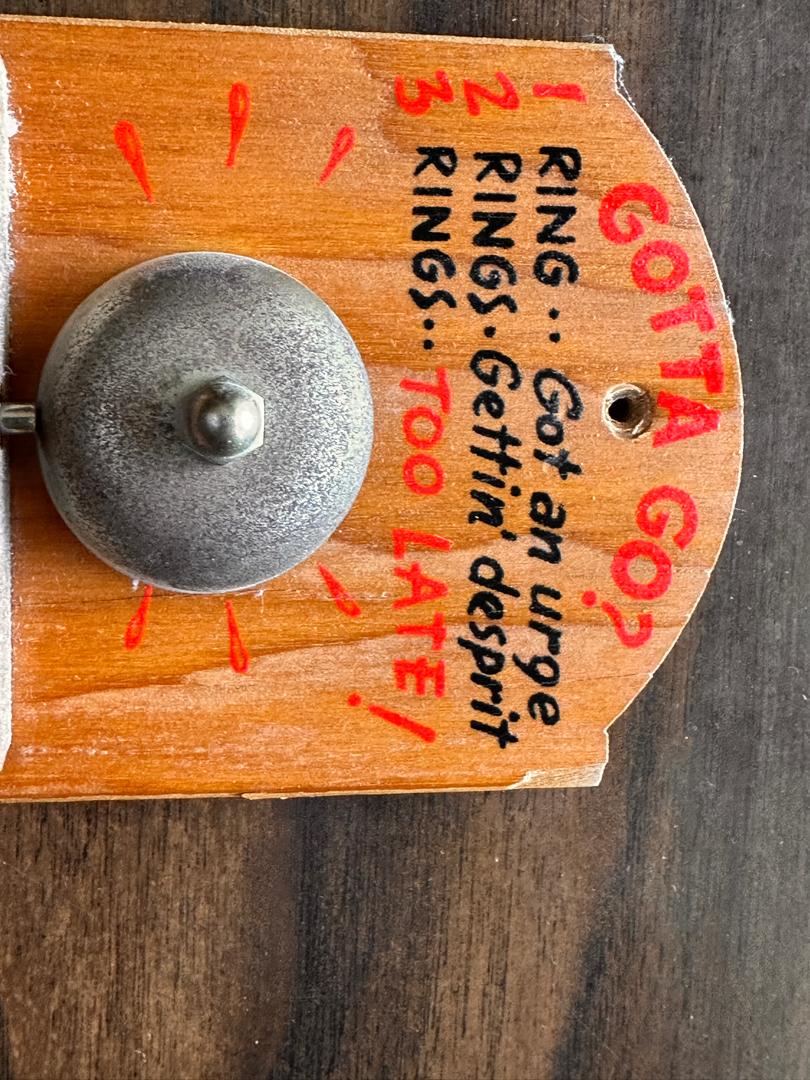 GOTTA GO?
1 RING.. Got an urge
2 RINGS. Gettin' desprit
3 RINGS.. TOO LATE!